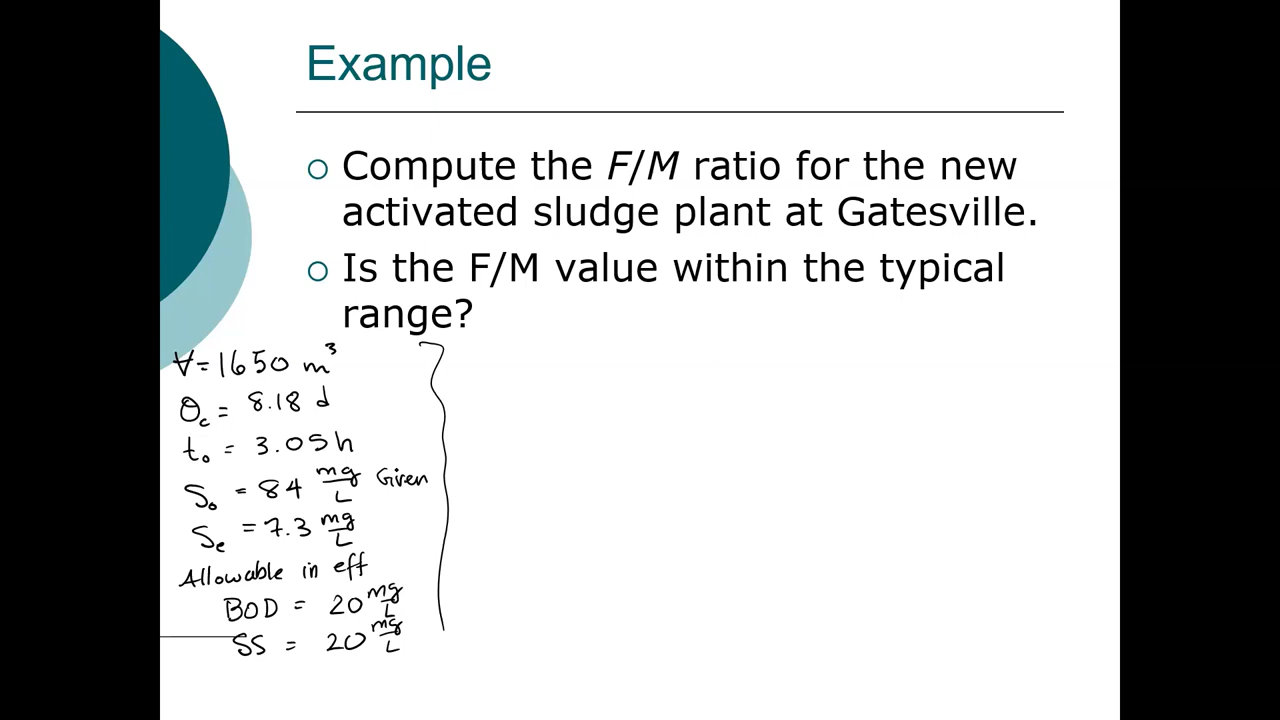 Example
Compute the F/M ratio for the new
activated sludge plant at Gatesville.
Is the F/M value within the typical
range?
∀ = 1650 m³
θc = 8.18 d
t₀ = 3.05 h
S₀ = 84 mg/L Given
Se = 7.3 mg/L
Allowable in eff
BOD = 20 mg/L
SS = 20 mg/L